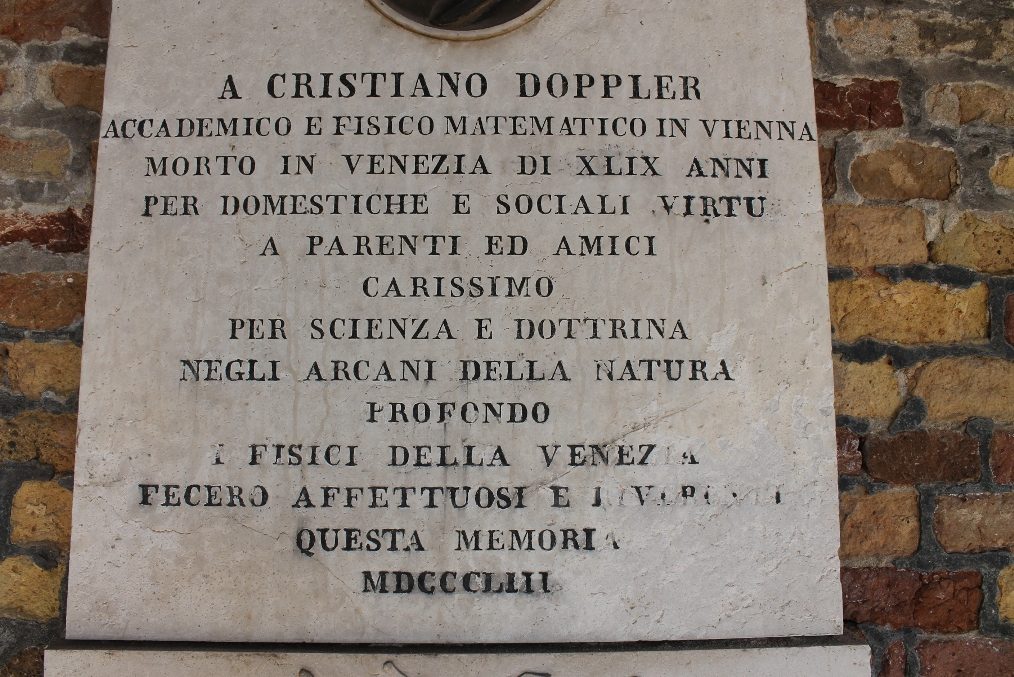 A CRISTIANO DOPPLER
ACCADEMICO E FISICO MATEMATICO IN VIENNA
MORTO IN VENEZIA DI XLIX ANNI
PER DOMESTICHE E SOCIALI VIRTU
A PARENTI ED AMICI
CARISSIMO
PER SCIENZA E DOTTRINA
NEGLI ARCANI DELLA NATURA
PROFONDO
I FISICI DELLA VENEZIA
FECERO AFFETTUOSI E RIVERENTI
QUESTA MEMORIA
MDCCCLIII